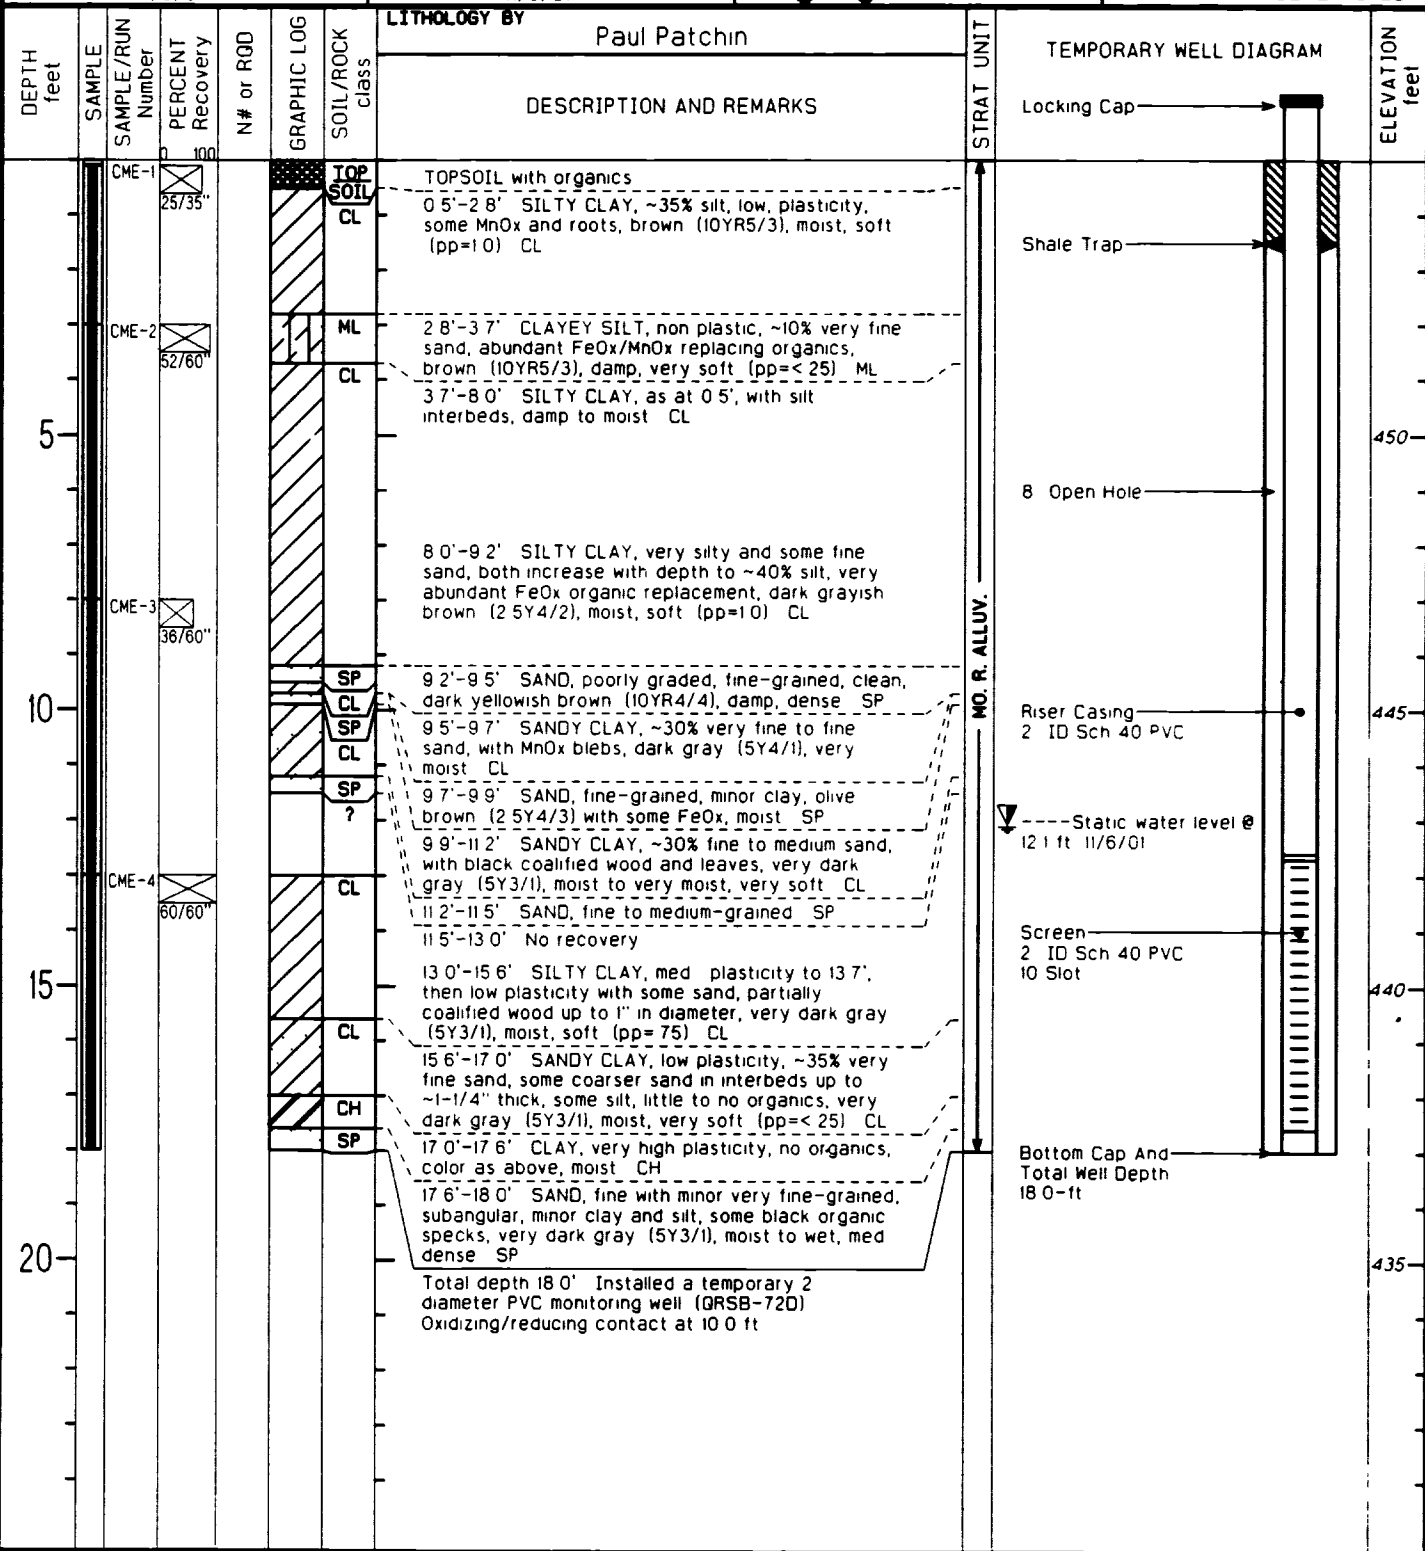 LITHOLOGY BY
Paul Patchin
DEPTH
feet
SAMPLE
SAMPLE/RUN
Number
PERCENT
Recovery
N# or RQD
GRAPHIC LOG
SOIL/ROCK
class
DESCRIPTION AND REMARKS
STRAT UNIT
TEMPORARY WELL DIAGRAM
ELEVATION
feet
0 100
Locking Cap
CME-1
25/35"
TOP
SOIL
CL
TOPSOIL with organics
0 5'-2 8' SILTY CLAY, ~35% silt, low, plasticity,
some MnOx and roots, brown (10YR5/3), moist, soft
(pp=1 0) CL
Shale Trap
CME-2
52/60"
ML
2 8'-3 7' CLAYEY SILT, non plastic, ~10% very fine
sand, abundant FeOx/MnOx replacing organics,
brown (10YR5/3), damp, very soft (pp=< 25) ML
CL
3 7'-8 0' SILTY CLAY, as at 0 5', with silt
interbeds, damp to moist CL
5
450
8 Open Hole
8 0'-9 2' SILTY CLAY, very silty and some fine
sand, both increase with depth to ~40% silt, very
abundant FeOx organic replacement, dark grayish
brown (2 5Y4/2), moist, soft (pp=1 0) CL
CME-3
36/60"
MO. R. ALLUV.
SP
9 2'-9 5' SAND, poorly graded, fine-grained, clean,
dark yellowish brown (10YR4/4), damp, dense SP
10
CL
445
Riser Casing
2 ID Sch 40 PVC
SP
9 5'-9 7' SANDY CLAY, ~30% very fine to fine
sand, with MnOx blebs, dark gray (5Y4/1), very
moist CL
CL
SP
9 7'-9 9' SAND, fine-grained, minor clay, olive
brown (2 5Y4/3) with some FeOx, moist SP
?
Static water level @
12 1 ft 11/6/01
9 9'-11 2' SANDY CLAY, ~30% fine to medium sand,
with black coalified wood and leaves, very dark
gray (5Y3/1), moist to very moist, very soft CL
CME-4
60/60"
CL
11 2'-11 5' SAND, fine to medium-grained SP
11 5'-13 0' No recovery
Screen
2 ID Sch 40 PVC
10 Slot
13 0'-15 6' SILTY CLAY, med plasticity to 13 7',
then low plasticity with some sand, partially
coalified wood up to 1" in diameter, very dark gray
(5Y3/1), moist, soft (pp= 75) CL
15
440
CL
15 6'-17 0' SANDY CLAY, low plasticity, ~35% very
fine sand, some coarser sand in interbeds up to
~1-1/4" thick, some silt, little to no organics, very
dark gray (5Y3/1), moist, very soft (pp=< 25) CL
CH
SP
17 0'-17 6' CLAY, very high plasticity, no organics,
color as above, moist CH
Bottom Cap And
Total Well Depth
18 0-ft
17 6'-18 0' SAND, fine with minor very fine-grained,
subangular, minor clay and silt, some black organic
specks, very dark gray (5Y3/1), moist to wet, med
dense SP
20
435
Total depth 18 0' Installed a temporary 2
diameter PVC monitoring well (QRSB-72D)
Oxidizing/reducing contact at 10 0 ft